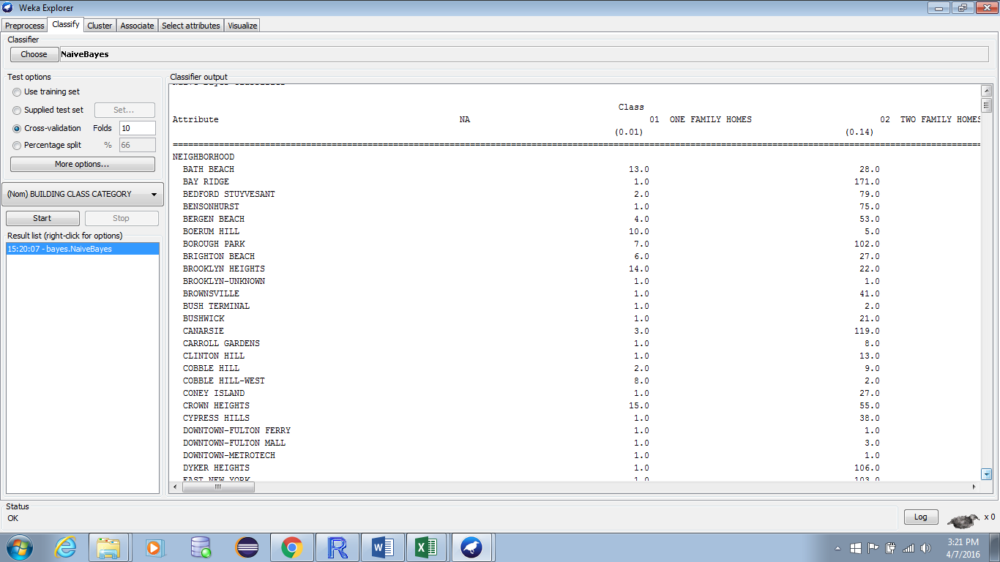 Weka Explorer
Preprocess Classify Cluster Associate Select attributes Visualize
Classifier
Choose NaiveBayes
Test options
Use training set
Supplied test set Set...
Cross-validation Folds 10
Percentage split % 66
More options...
(Nom) BUILDING CLASS CATEGORY
Start Stop
Result list (right-click for options)
15:20:07 - bayes.NaiveBayes
Classifier output
Naive Bayes Classifier
Class
Attribute NA 01 ONE FAMILY HOMES 02 TWO FAMILY HOMES
(0.01) (0.14)
NEIGHBORHOOD
BATH BEACH 13.0 28.0
BAY RIDGE 1.0 171.0
BEDFORD STUYVESANT 2.0 79.0
BENSONHURST 1.0 75.0
BERGEN BEACH 4.0 53.0
BOERUM HILL 10.0 5.0
BOROUGH PARK 7.0 102.0
BRIGHTON BEACH 6.0 27.0
BROOKLYN HEIGHTS 14.0 22.0
BROOKLYN-UNKNOWN 1.0 1.0
BROWNSVILLE 1.0 41.0
BUSH TERMINAL 1.0 2.0
BUSHWICK 1.0 21.0
CANARSIE 3.0 119.0
CARROLL GARDENS 1.0 8.0
CLINTON HILL 1.0 13.0
COBBLE HILL 2.0 9.0
COBBLE HILL-WEST 8.0 2.0
CONEY ISLAND 1.0 27.0
CROWN HEIGHTS 15.0 55.0
CYPRESS HILLS 1.0 38.0
DOWNTOWN-FULTON FERRY 1.0 1.0
DOWNTOWN-FULTON MALL 1.0 3.0
DOWNTOWN-METROTECH 1.0 1.0
DYKER HEIGHTS 1.0 106.0
EAST NEW YORK 1.0 103.0
Status
OK
Log x 0
3:21 PM
4/7/2016